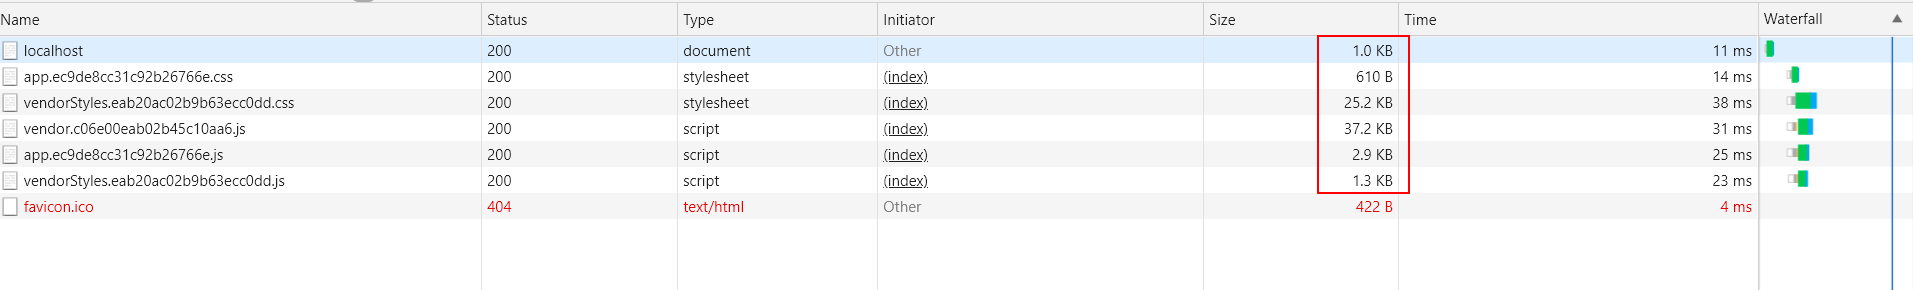 Name Status Type Initiator Size Time Waterfall
localhost 200 document Other 1.0 KB 11 ms
app.ec9de8cc31c92b26766e.css 200 stylesheet (index) 610 B 14 ms
vendorStyles.eab20ac02b9b63ecc0dd.css 200 stylesheet (index) 25.2 KB 38 ms
vendor.c06e00eab02b45c10aa6.js 200 script (index) 37.2 KB 31 ms
app.ec9de8cc31c92b26766e.js 200 script (index) 2.9 KB 25 ms
vendorStyles.eab20ac02b9b63ecc0dd.js 200 script (index) 1.3 KB 23 ms
favicon.ico 404 text/html Other 422 B 4 ms